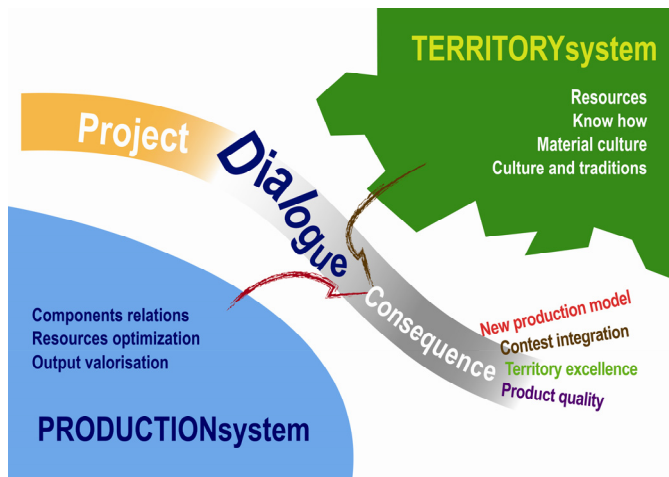 TERRITORYsystem
Resources
Know how
Material culture
Culture and traditions
Project
Dialogue
Consequence
New production model
Contest integration
Territory excellence
Product quality
Components relations
Resources optimization
Output valorisation
PRODUCTIONsystem